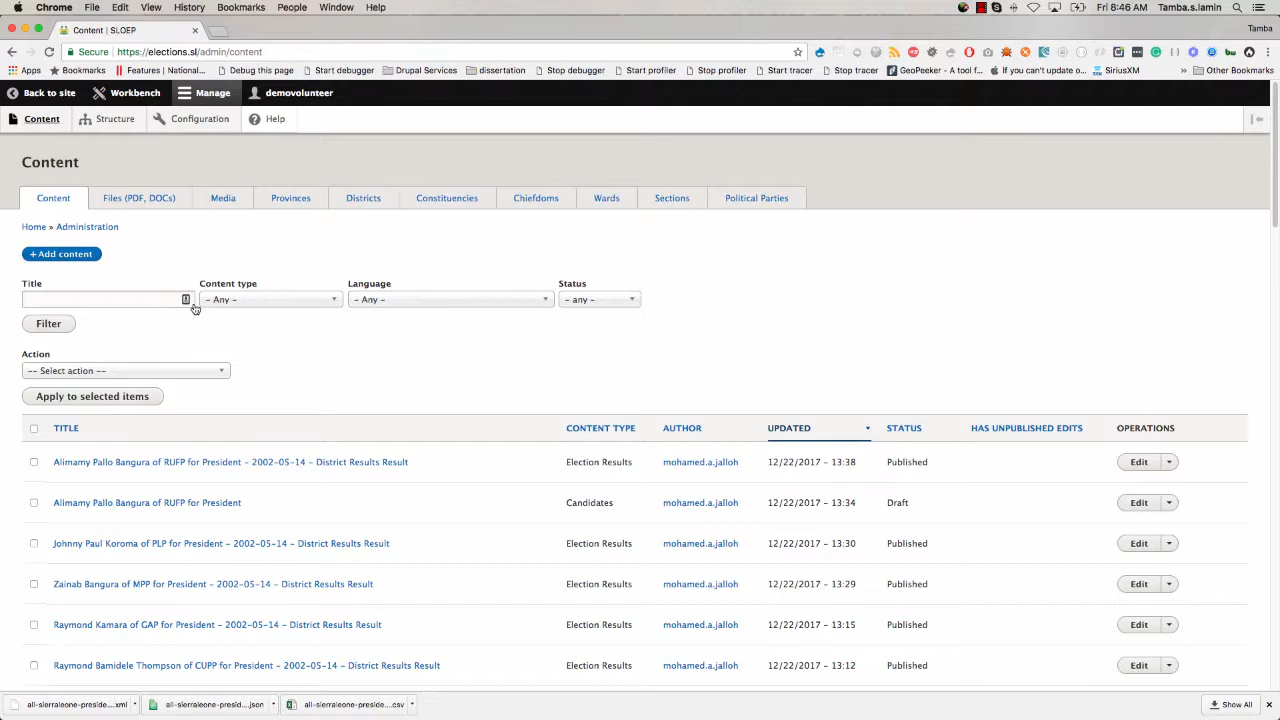 Chrome File Edit View History Bookmarks People Window Help Fri 8:46 AM Tamba.s.lamin
Content | SLOEP Tamba
Secure https://elections.sl/admin/content
Apps Bookmarks Features | National... Debug this page Start debugger Drupal Services dissertation Stop debugger Start profiler Start tracer Stop tracer GeoPeeker - A tool f... If you can't update o... SiriusXM » Other Bookmarks
Back to site Workbench Manage demovolunteer
Content Structure Configuration Help
Content
Content Files (PDF, DOCs) Media Provinces Districts Constituencies Chiefdoms Wards Sections Political Parties
Home » Administration
+ Add content
Title Content type Language Status
- Any - - Any - - any -
Filter
Action
-- Select action --
Apply to selected items
TITLE CONTENT TYPE AUTHOR UPDATED STATUS HAS UNPUBLISHED EDITS OPERATIONS
Alimamy Pallo Bangura of RUFP for President - 2002-05-14 - District Results Result Election Results mohamed.a.jalloh 12/22/2017 - 13:38 Published Edit
Alimamy Pallo Bangura of RUFP for President Candidates mohamed.a.jalloh 12/22/2017 - 13:34 Draft Edit
Johnny Paul Koroma of PLP for President - 2002-05-14 - District Results Result Election Results mohamed.a.jalloh 12/22/2017 - 13:30 Published Edit
Zainab Bangura of MPP for President - 2002-05-14 - District Results Result Election Results mohamed.a.jalloh 12/22/2017 - 13:29 Published Edit
Raymond Kamara of GAP for President - 2002-05-14 - District Results Result Election Results mohamed.a.jalloh 12/22/2017 - 13:15 Published Edit
Raymond Bamidele Thompson of CUPP for President - 2002-05-14 - District Results Result Election Results mohamed.a.jalloh 12/22/2017 - 13:12 Published Edit
all-sierraleone-preside....xml all-sierraleone-presid....json all-sierraleone-preside....csv Show All